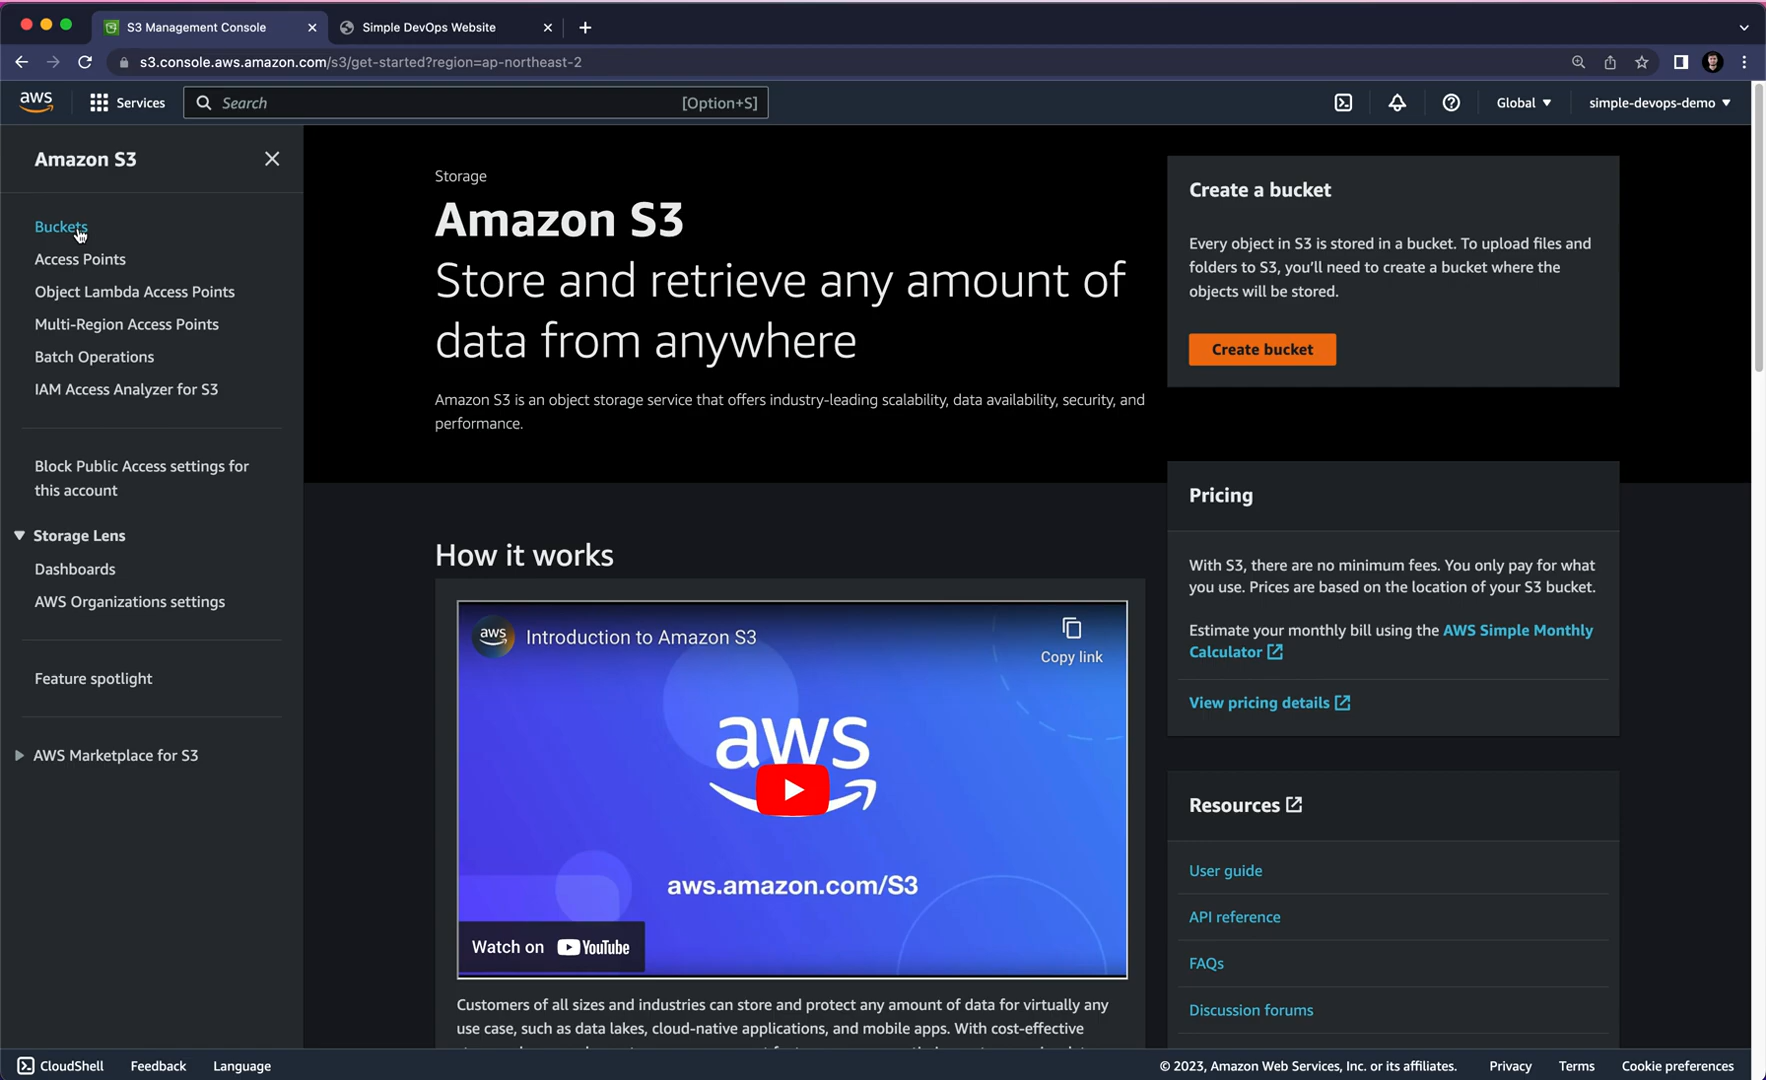 S3 Management Console
Simple DevOps Website
s3.console.aws.amazon.com/s3/get-started?region=ap-northeast-2
aws
Services
Search
[Option+S]
Global
simple-devops-demo
Amazon S3
Buckets
Access Points
Object Lambda Access Points
Multi-Region Access Points
Batch Operations
IAM Access Analyzer for S3
Block Public Access settings for
this account
Storage Lens
Dashboards
AWS Organizations settings
Feature spotlight
AWS Marketplace for S3
Storage
Amazon S3
Store and retrieve any amount of
data from anywhere
Amazon S3 is an object storage service that offers industry-leading scalability, data availability, security, and
performance.
How it works
aws
Introduction to Amazon S3
Copy link
aws
aws.amazon.com/S3
Watch on YouTube
Customers of all sizes and industries can store and protect any amount of data for virtually any
use case, such as data lakes, cloud-native applications, and mobile apps. With cost-effective
Create a bucket
Every object in S3 is stored in a bucket. To upload files and
folders to S3, you'll need to create a bucket where the
objects will be stored.
Create bucket
Pricing
With S3, there are no minimum fees. You only pay for what
you use. Prices are based on the location of your S3 bucket.
Estimate your monthly bill using the AWS Simple Monthly
Calculator
View pricing details
Resources
User guide
API reference
FAQs
Discussion forums
CloudShell
Feedback
Language
© 2023, Amazon Web Services, Inc. or its affiliates.
Privacy
Terms
Cookie preferences